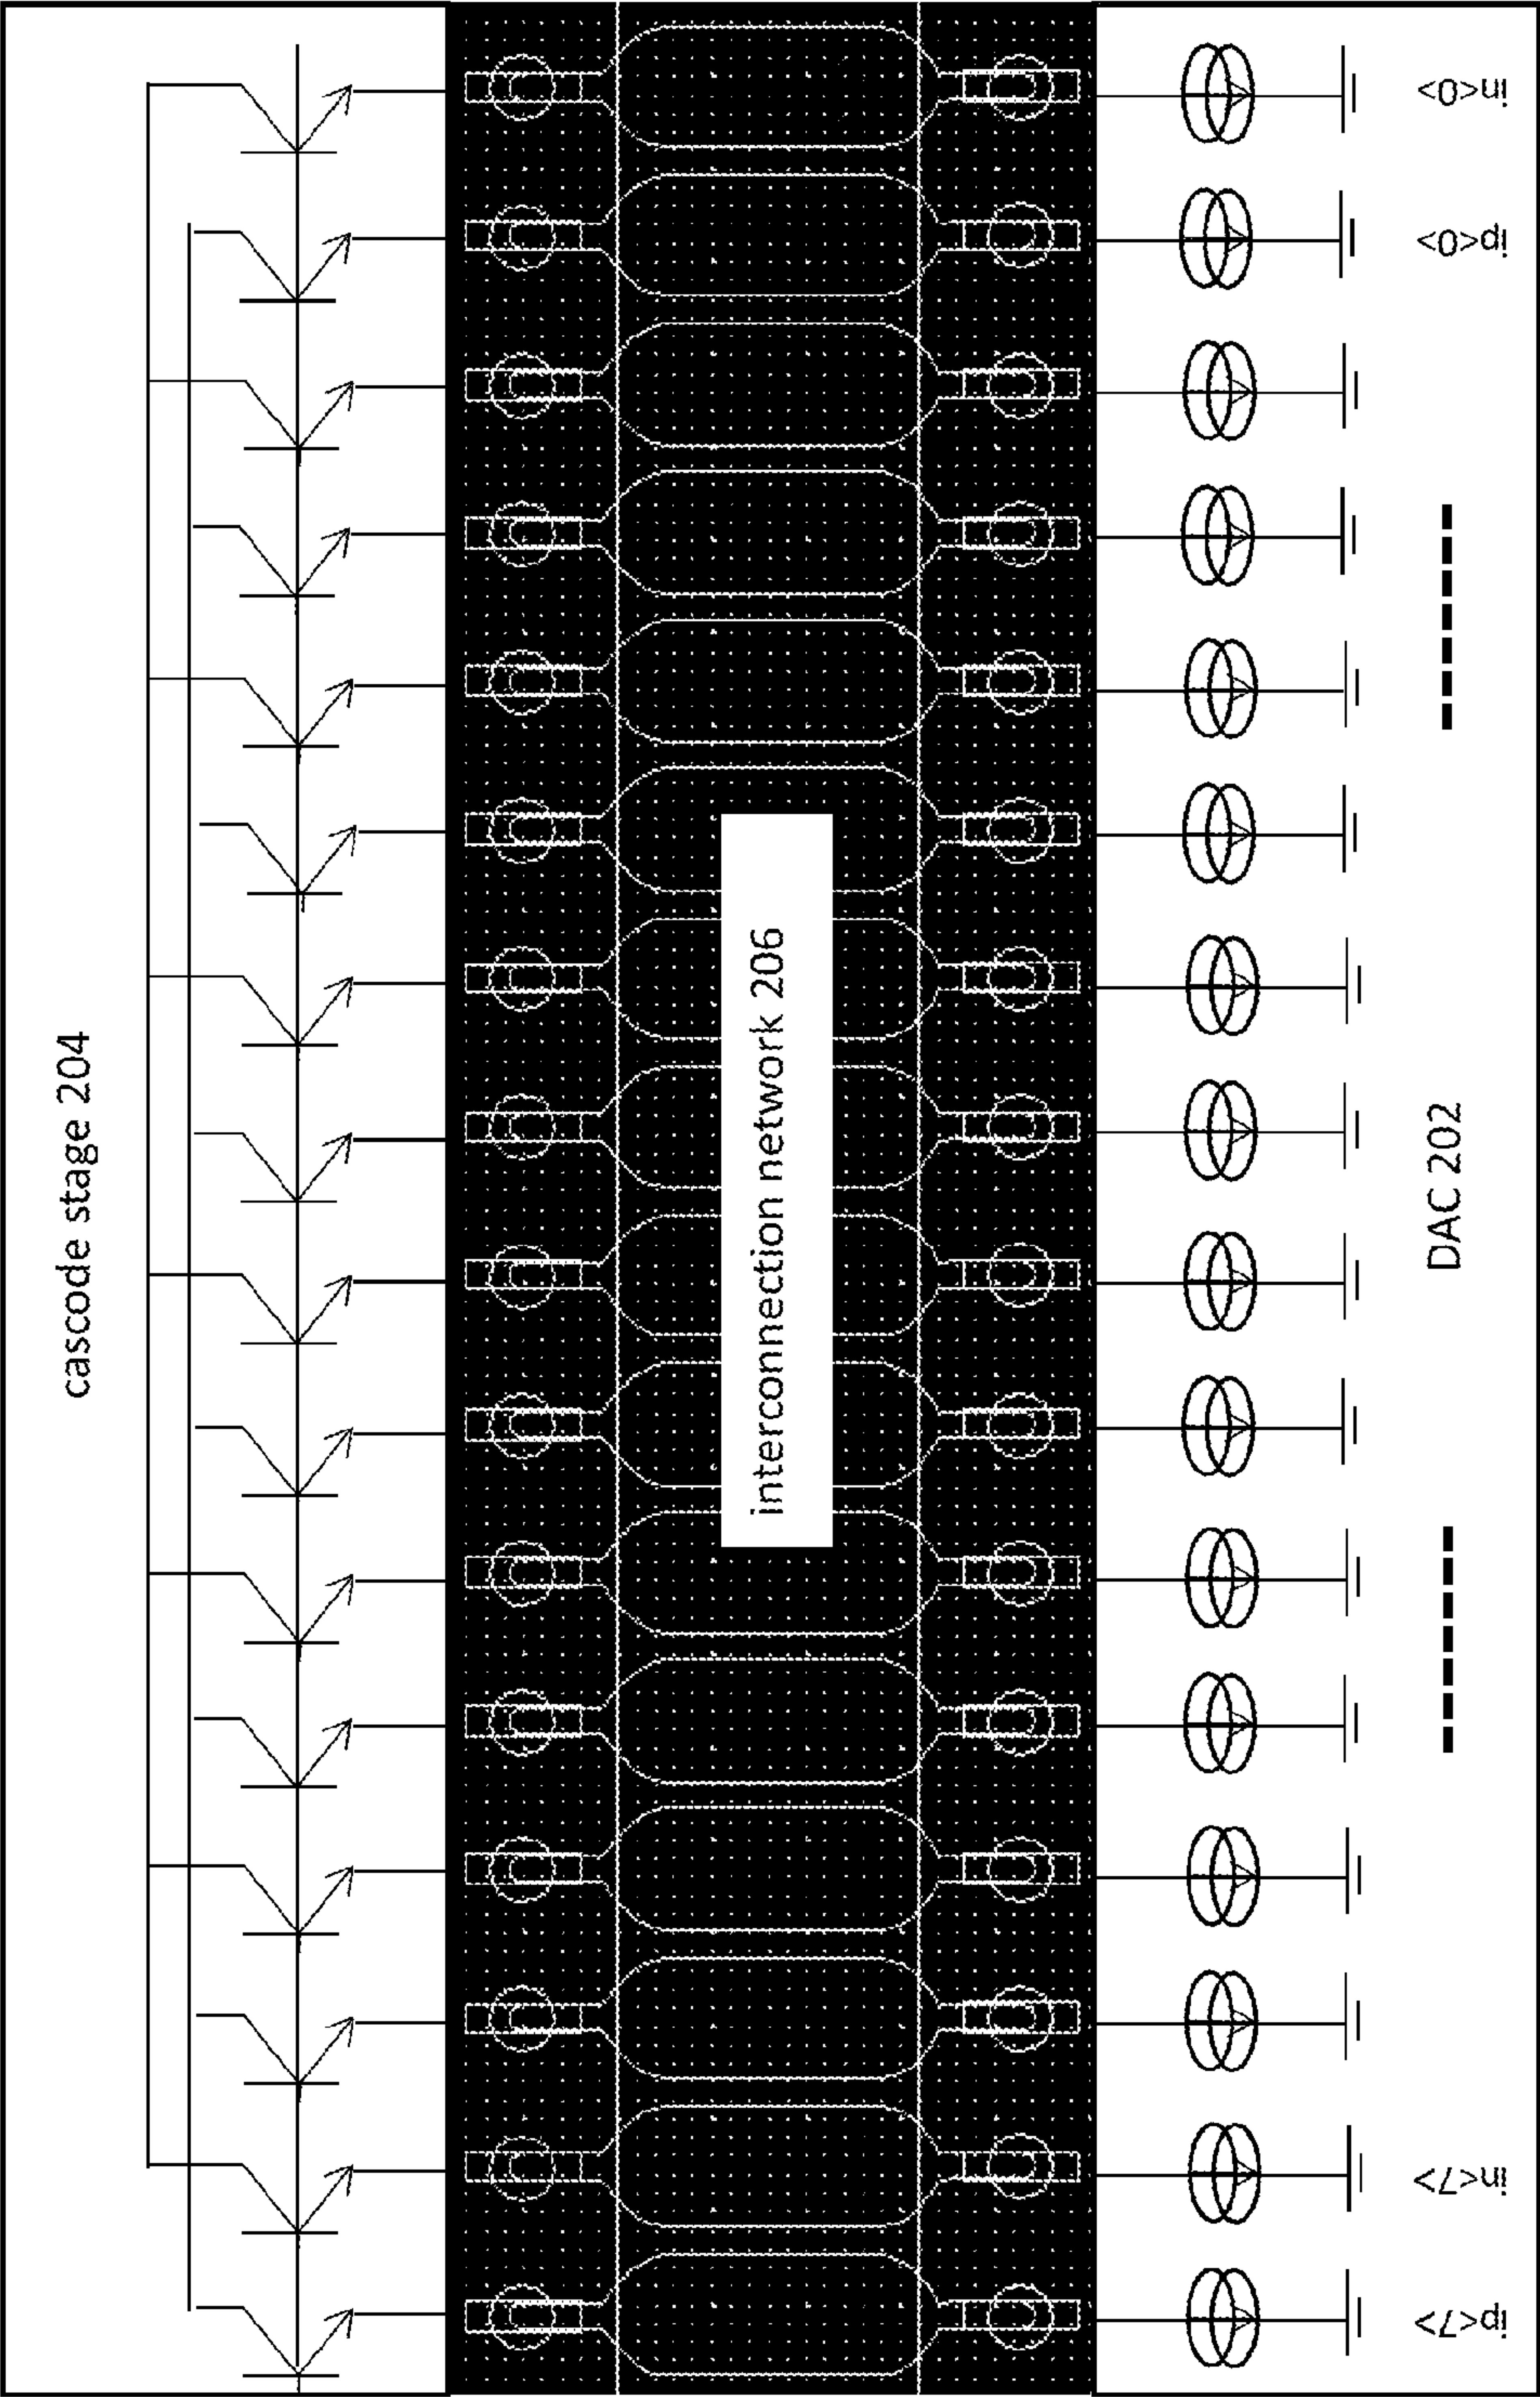 cascode stage 204
interconnection network 206
DAC 202
in<0>
ip<0>
in<7>
ip<7>